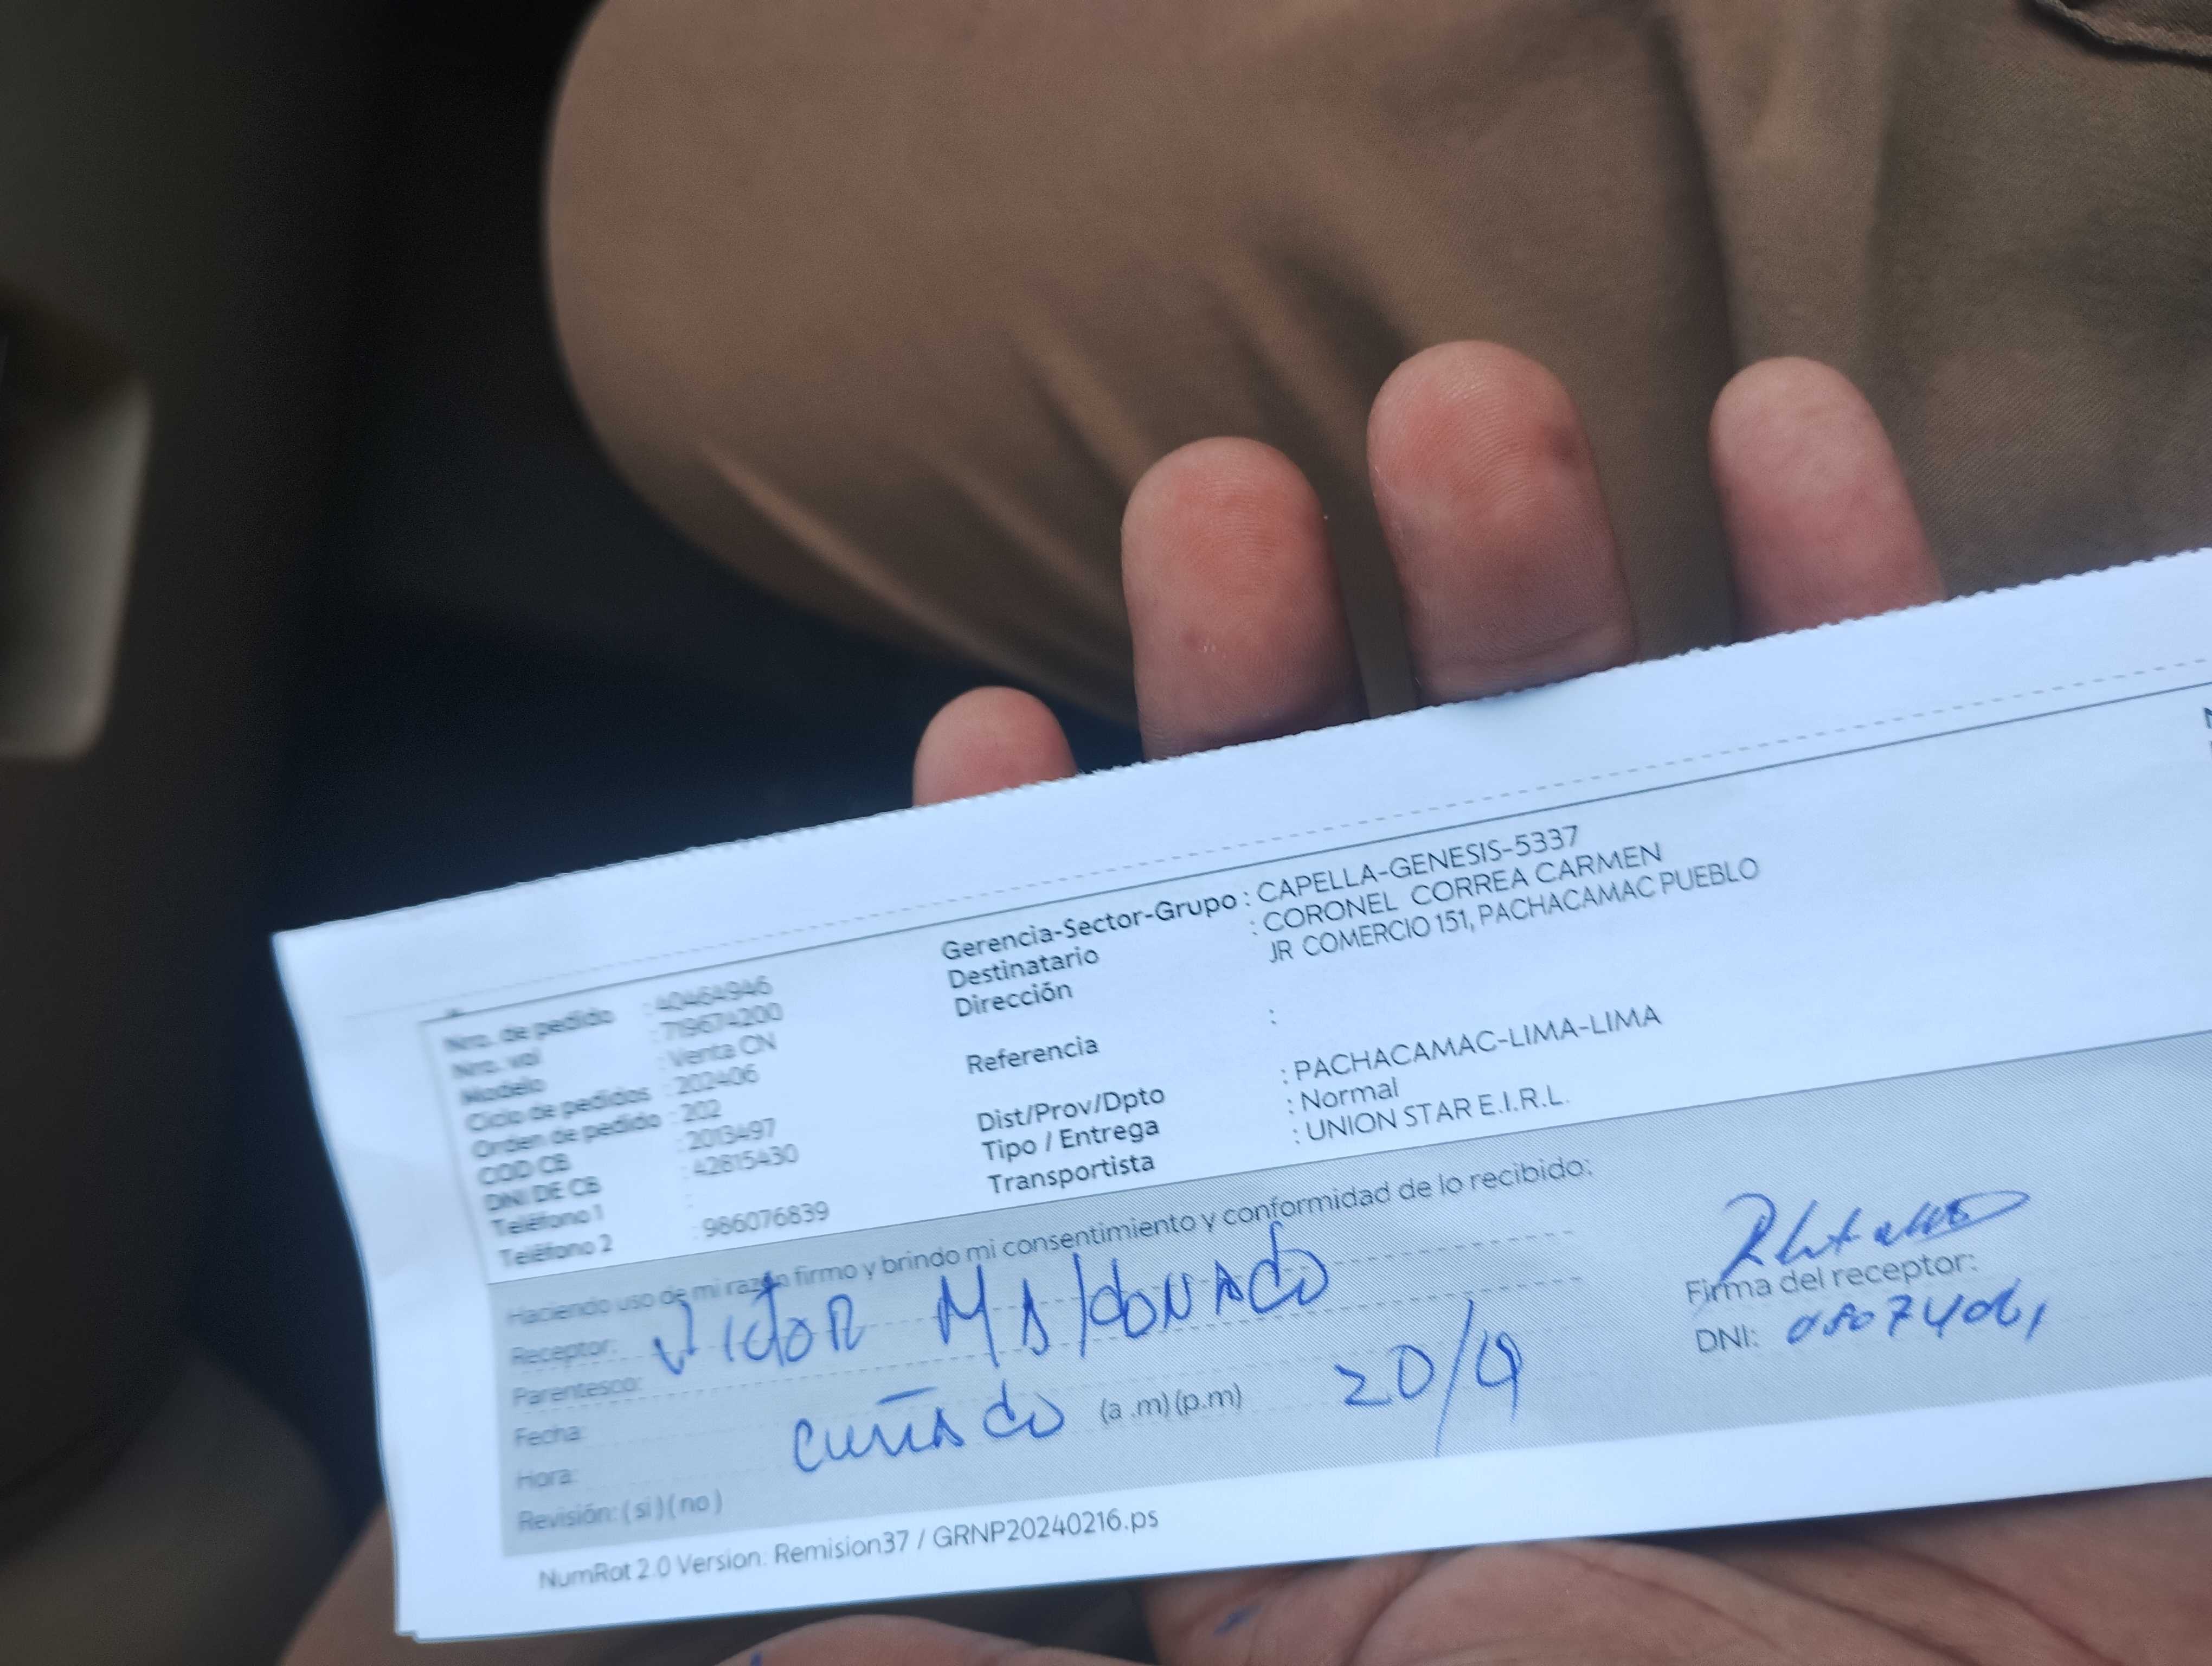 Nro. de pedido : 40464946
Nro. vol : 719674200
Modelo : Venta CN
Ciclo de pedidos : 202406
Orden de pedido : 202
COD CB : 2013497
DNI DE CB : 42815430
Teléfono 1 :
Teléfono 2 : 986076839
Gerencia-Sector-Grupo : CAPELLA-GENESIS-5337
Destinatario : CORONEL CORREA CARMEN
Dirección JR COMERCIO 151, PACHACAMAC PUEBLO
Referencia :
Dist/Prov/Dpto : PACHACAMAC-LIMA-LIMA
Tipo / Entrega : Normal
Transportista : UNION STAR E.I.R.L.
Haciendo uso de mi razón firmo y brindo mi consentimiento y conformidad de lo recibido:
Receptor: VICTOR MALDONADO
Parentesco:
Fecha: cuñado (a .m) (p.m) 20/4
Hora:
Revisión: ( si ) ( no )
Firma del receptor:
DNI:
NumRot 2.0 Version: Remision37 / GRNP20240216.ps